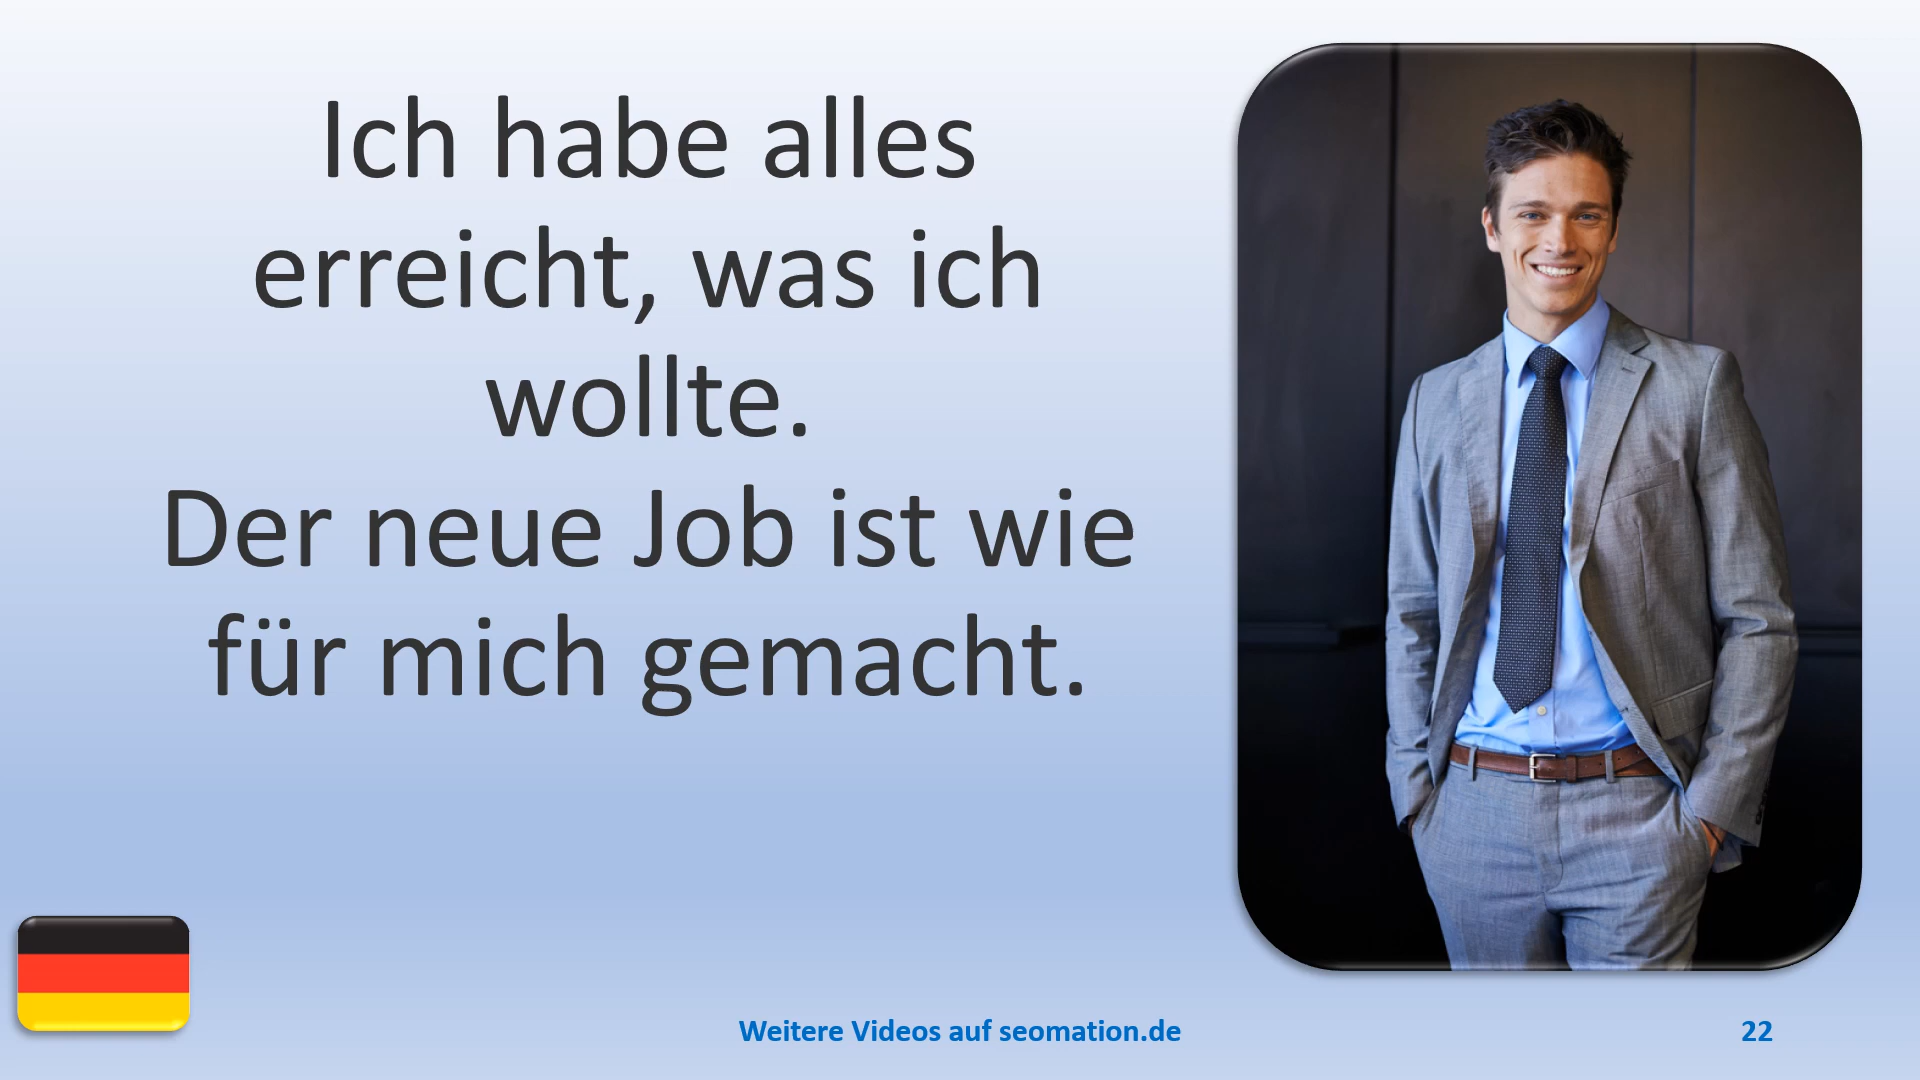 Ich habe alles
erreicht, was ich
wollte.
Der neue Job ist wie
für mich gemacht.
Weitere Videos auf seomation.de
22